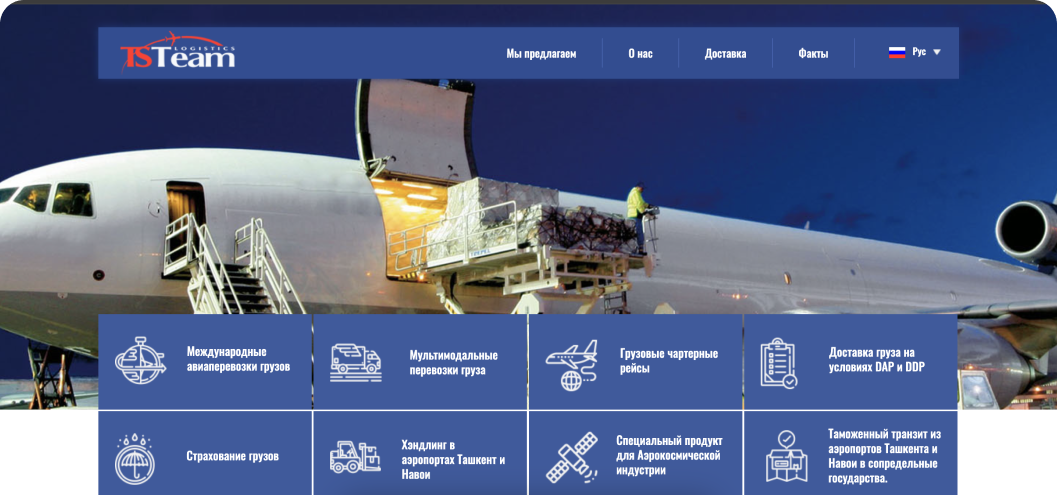 LOGISTICS
TSTeam
Мы предлагаем
О нас
Доставка
Факты
Рус
Международные
авиаперевозки грузов
Мультимодальные
перевозки груза
Грузовые чартерные
рейсы
Доставка груза на
условиях DAP и DDP
Страхование грузов
Хэндлинг в
аэропортах Ташкент и
Навои
Специальный продукт
для Аэрокосмической
индустрии
Таможенный транзит из
аэропортов Ташкента и
Навои в сопредельные
государства.